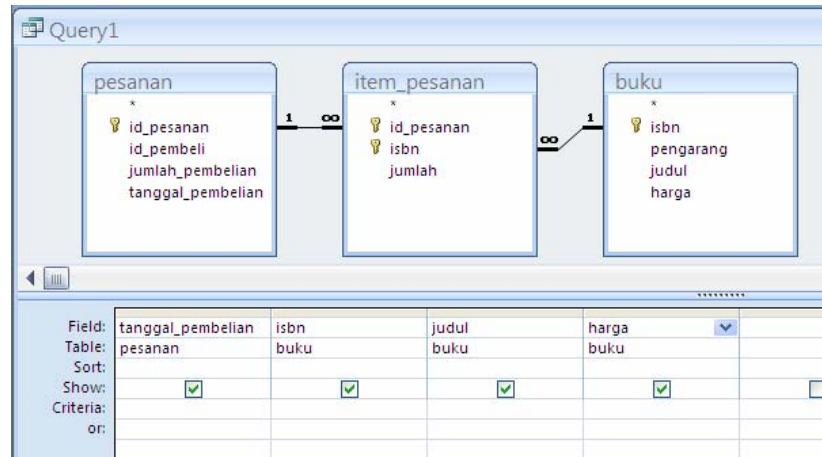 Query1
pesanan
*
id_pesanan
id_pembeli
jumlah_pembelian
tanggal_pembelian
1 ∞
item_pesanan
*
id_pesanan
isbn
jumlah
∞ 1
buku
*
isbn
pengarang
judul
harga
Field: tanggal_pembelian isbn judul harga
Table: pesanan buku buku buku
Sort:
Show:
Criteria:
or: